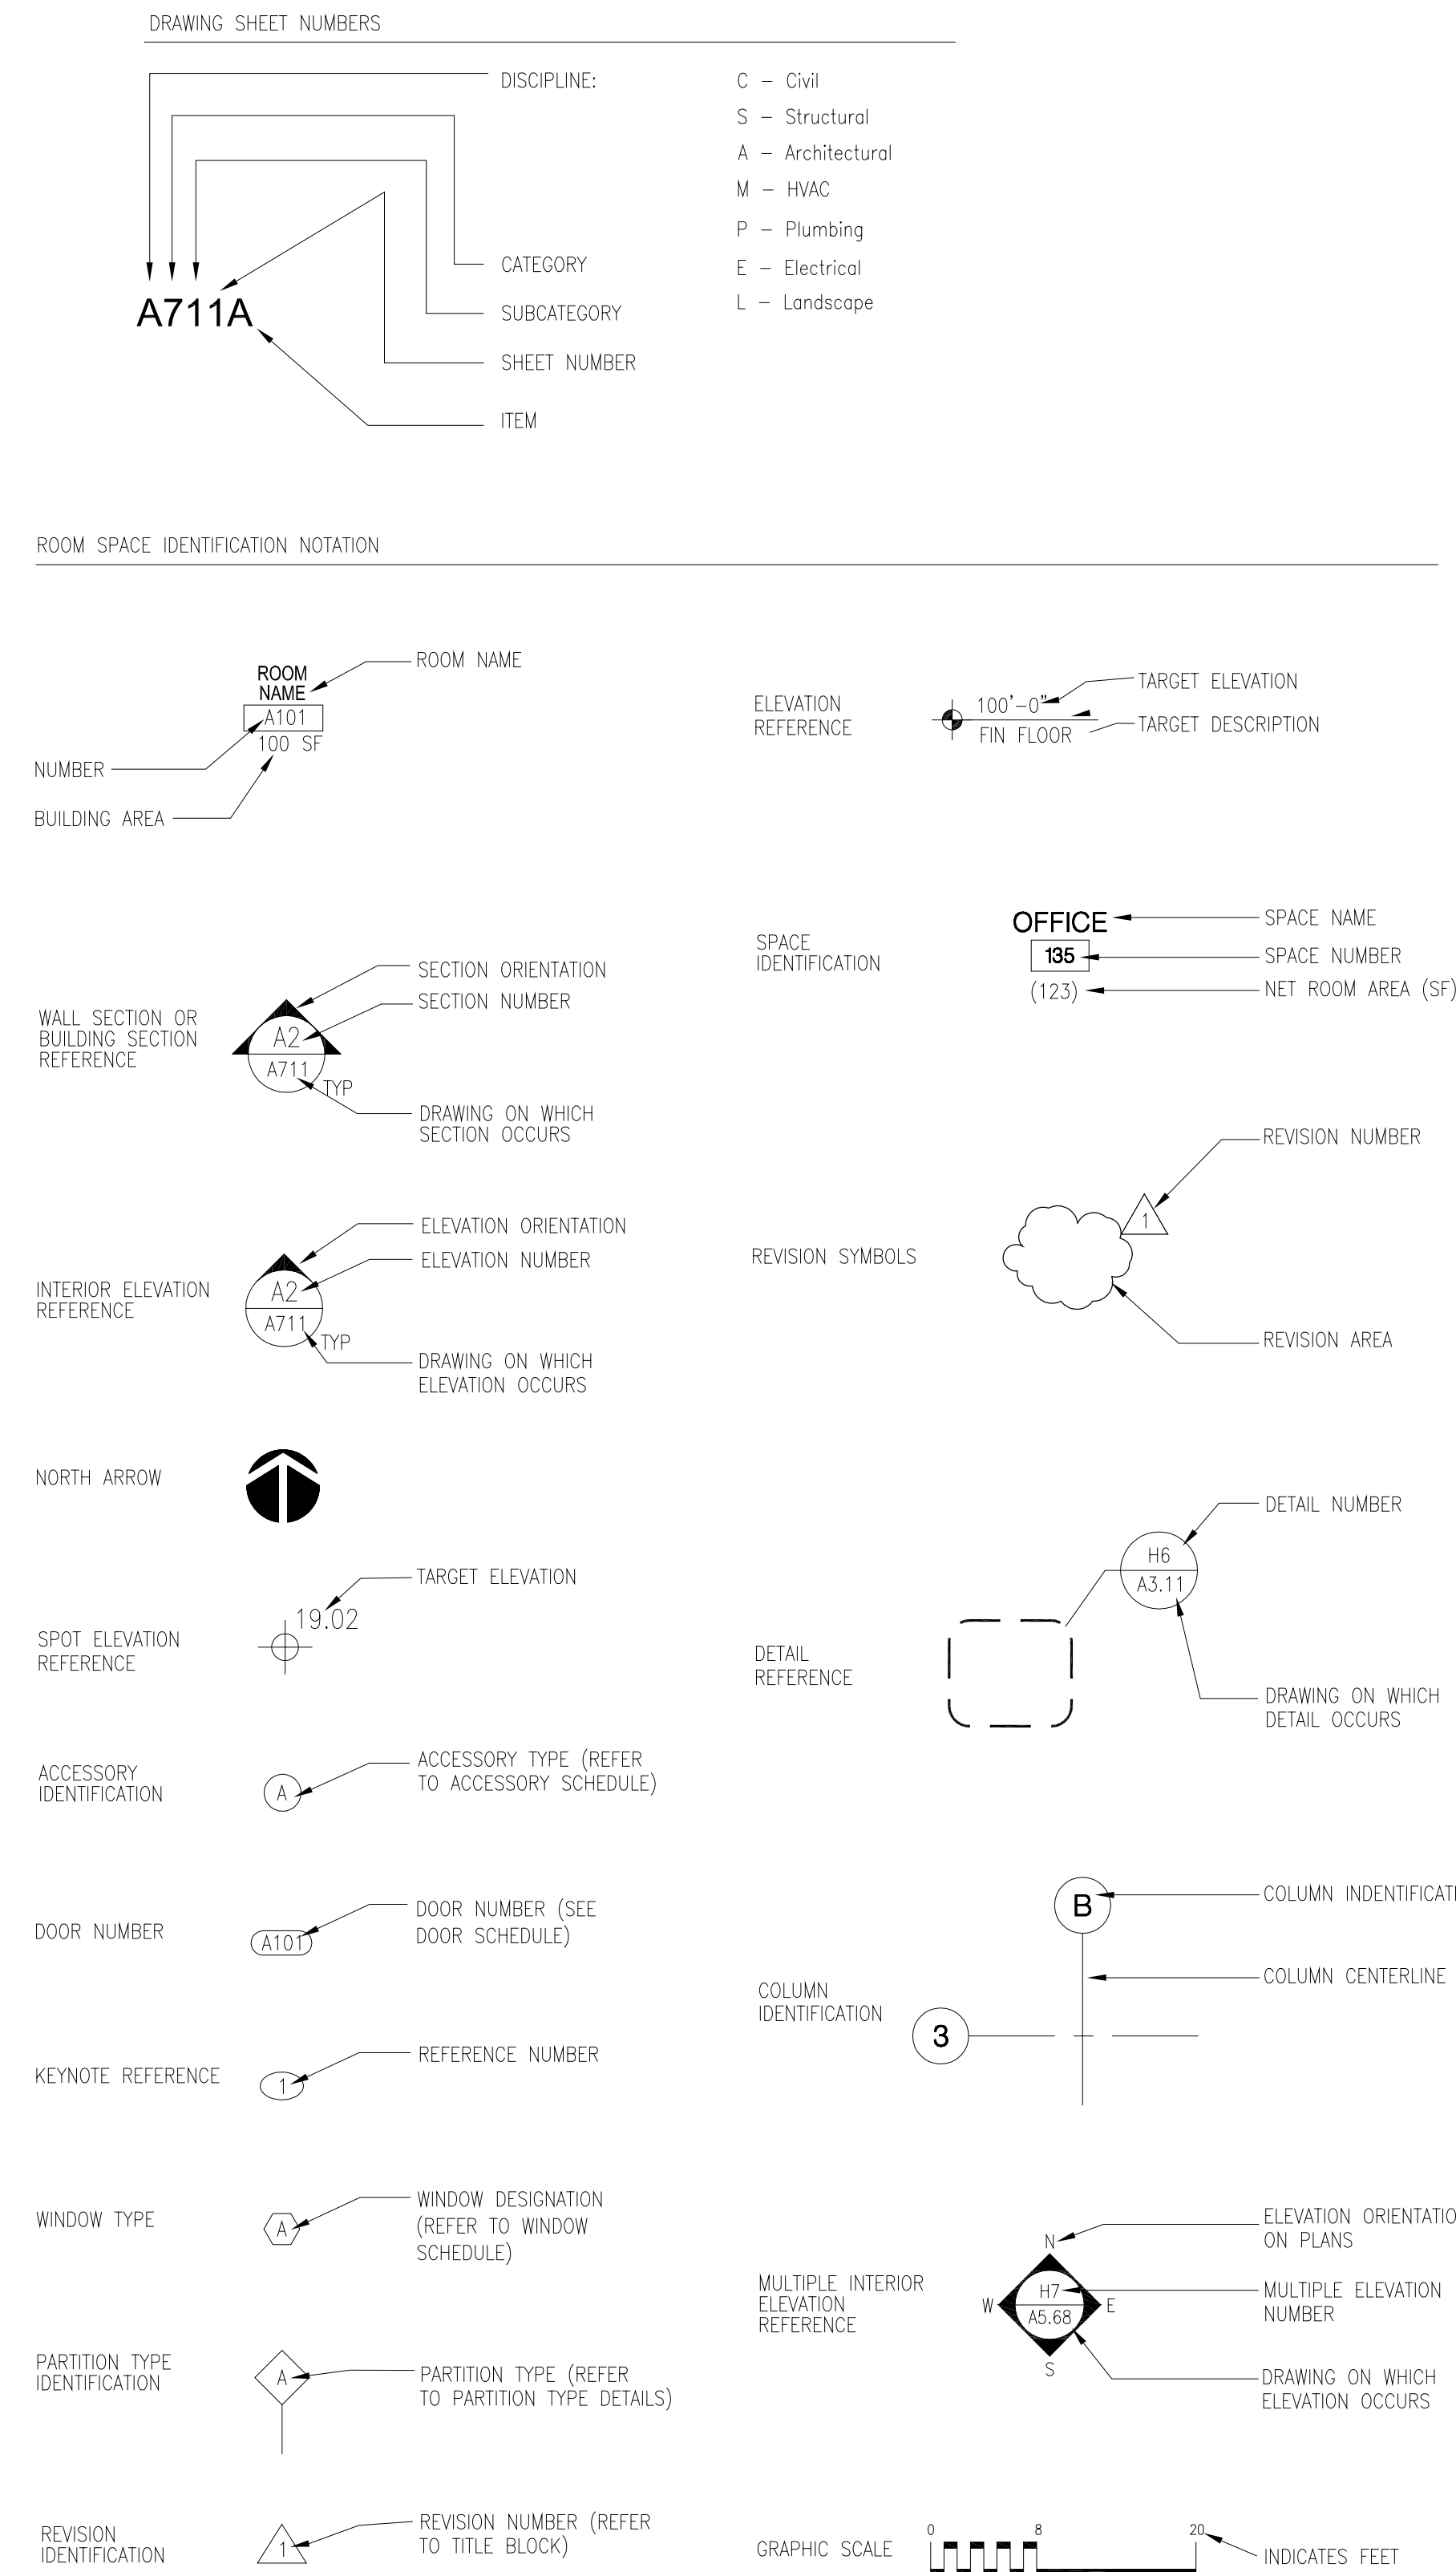 DRAWING SHEET NUMBERS
DISCIPLINE:
C – Civil
S – Structural
A – Architectural
M – HVAC
P – Plumbing
E – Electrical
L – Landscape
CATEGORY
SUBCATEGORY
SHEET NUMBER
ITEM
A711A
ROOM SPACE IDENTIFICATION NOTATION
ROOM
NAME
A101
100 SF
ROOM NAME
NUMBER
BUILDING AREA
ELEVATION
REFERENCE
100'-0"
FIN FLOOR
TARGET ELEVATION
TARGET DESCRIPTION
WALL SECTION OR
BUILDING SECTION
REFERENCE
A2
A711
TYP
SECTION ORIENTATION
SECTION NUMBER
DRAWING ON WHICH
SECTION OCCURS
SPACE
IDENTIFICATION
OFFICE
135
(123)
SPACE NAME
SPACE NUMBER
NET ROOM AREA (SF)
INTERIOR ELEVATION
REFERENCE
A2
A711
TYP
ELEVATION ORIENTATION
ELEVATION NUMBER
DRAWING ON WHICH
ELEVATION OCCURS
REVISION SYMBOLS
1
REVISION NUMBER
REVISION AREA
NORTH ARROW
SPOT ELEVATION
REFERENCE
19.02
TARGET ELEVATION
DETAIL
REFERENCE
H6
A3.11
DETAIL NUMBER
DRAWING ON WHICH
DETAIL OCCURS
ACCESSORY
IDENTIFICATION
A
ACCESSORY TYPE (REFER
TO ACCESSORY SCHEDULE)
DOOR NUMBER
A101
DOOR NUMBER (SEE
DOOR SCHEDULE)
COLUMN
IDENTIFICATION
B
3
COLUMN INDENTIFICATI
COLUMN CENTERLINE
KEYNOTE REFERENCE
1
REFERENCE NUMBER
WINDOW TYPE
A
WINDOW DESIGNATION
(REFER TO WINDOW
SCHEDULE)
MULTIPLE INTERIOR
ELEVATION
REFERENCE
N
W
H7
A5.68
E
S
ELEVATION ORIENTATIO
ON PLANS
MULTIPLE ELEVATION
NUMBER
DRAWING ON WHICH
ELEVATION OCCURS
PARTITION TYPE
IDENTIFICATION
A
PARTITION TYPE (REFER
TO PARTITION TYPE DETAILS)
REVISION
IDENTIFICATION
1
REVISION NUMBER (REFER
TO TITLE BLOCK)
GRAPHIC SCALE
0 8 20
INDICATES FEET